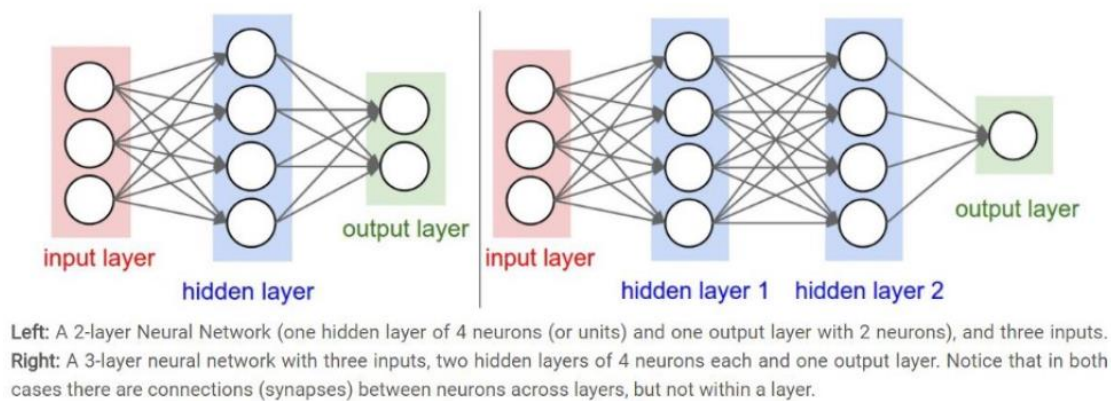 input layer
hidden layer
output layer
input layer
hidden layer 1
hidden layer 2
output layer
Left: A 2-layer Neural Network (one hidden layer of 4 neurons (or units) and one output layer with 2 neurons), and three inputs.
Right: A 3-layer neural network with three inputs, two hidden layers of 4 neurons each and one output layer. Notice that in both
cases there are connections (synapses) between neurons across layers, but not within a layer.